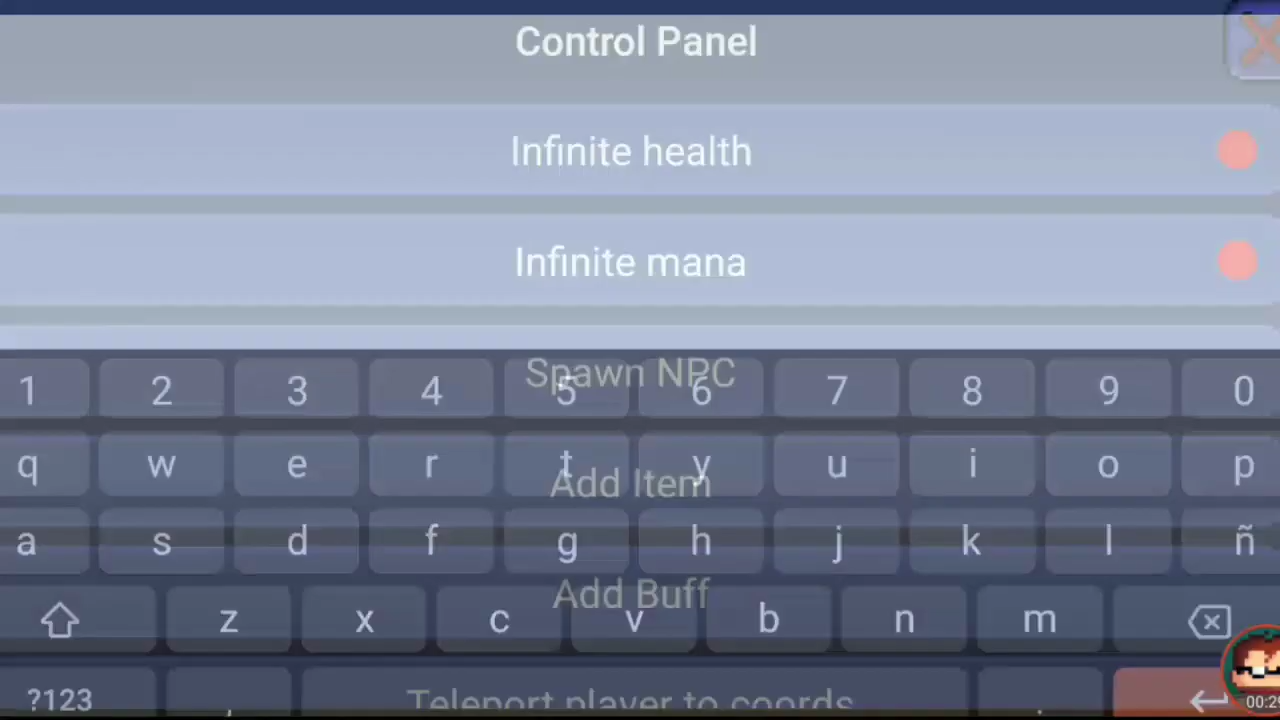 Control Panel
Infinite health
Infinite mana
Spawn NPC
1 2 3 4 5 6 7 8 9 0
q w e r t y u i o p
Add Item
a s d f g h j k l ñ
Add Buff
z x c v b n m
?123 , Teleport player to coords .